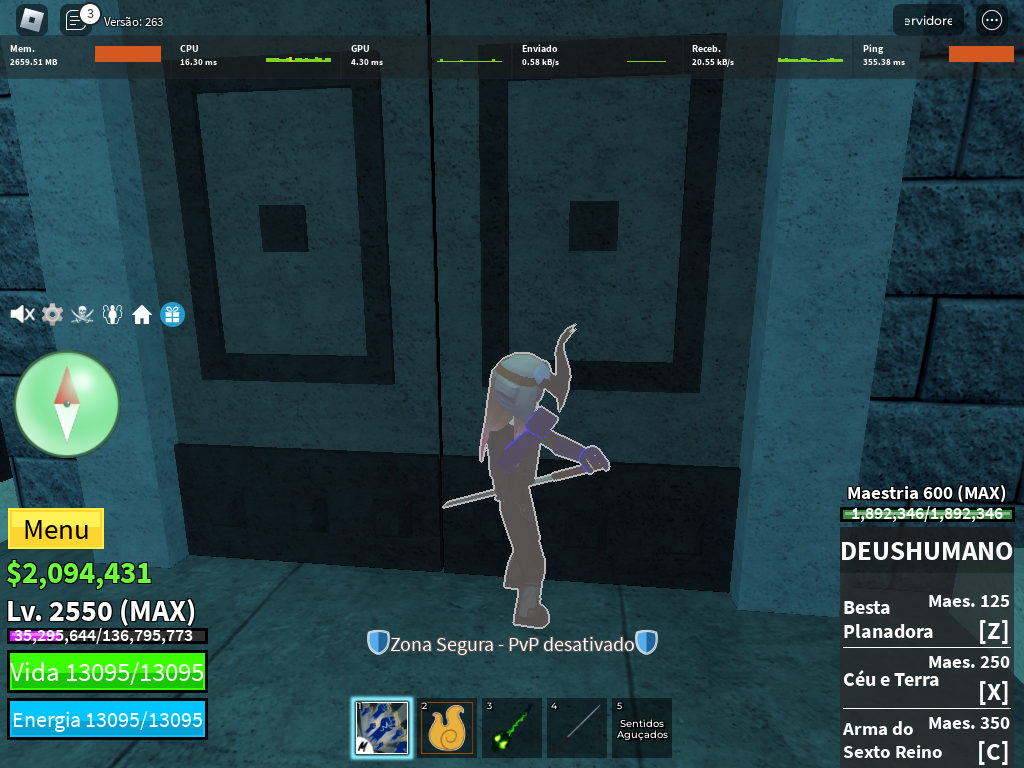 3
Versão: 263
ervidore
Mem.
2659.51 MB
CPU
16.30 ms
GPU
4.30 ms
Enviado
0.58 kB/s
Receb.
20.55 kB/s
Ping
355.38 ms
Menu
$2,094,431
Lv. 2550 (MAX)
35,295,644/136,795,773
Vida 13095/13095
Energia 13095/13095
Zona Segura - PvP desativado
1
M
2
3
4
5
Sentidos
Aguçados
Maestria 600 (MAX)
1,892,346/1,892,346
DEUSHUMANO
Maes. 125
Besta
Planadora
[Z]
Maes. 250
Céu e Terra
[X]
Maes. 350
Arma do
Sexto Reino
[C]